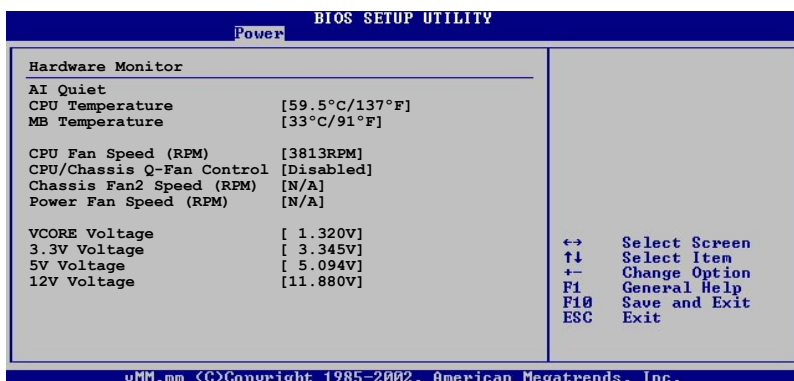 BIOS SETUP UTILITY
Power
Hardware Monitor
AI Quiet
CPU Temperature [59.5°C/137°F]
MB Temperature [33°C/91°F]
CPU Fan Speed (RPM) [3813RPM]
CPU/Chassis Q-Fan Control [Disabled]
Chassis Fan2 Speed (RPM) [N/A]
Power Fan Speed (RPM) [N/A]
VCORE Voltage [ 1.320V]
3.3V Voltage [ 3.345V]
5V Voltage [ 5.094V]
12V Voltage [11.880V]
←→ Select Screen
↑↓ Select Item
+- Change Option
F1 General Help
F10 Save and Exit
ESC Exit
vMM.mm (C)Copyright 1985-2002, American Megatrends, Inc.